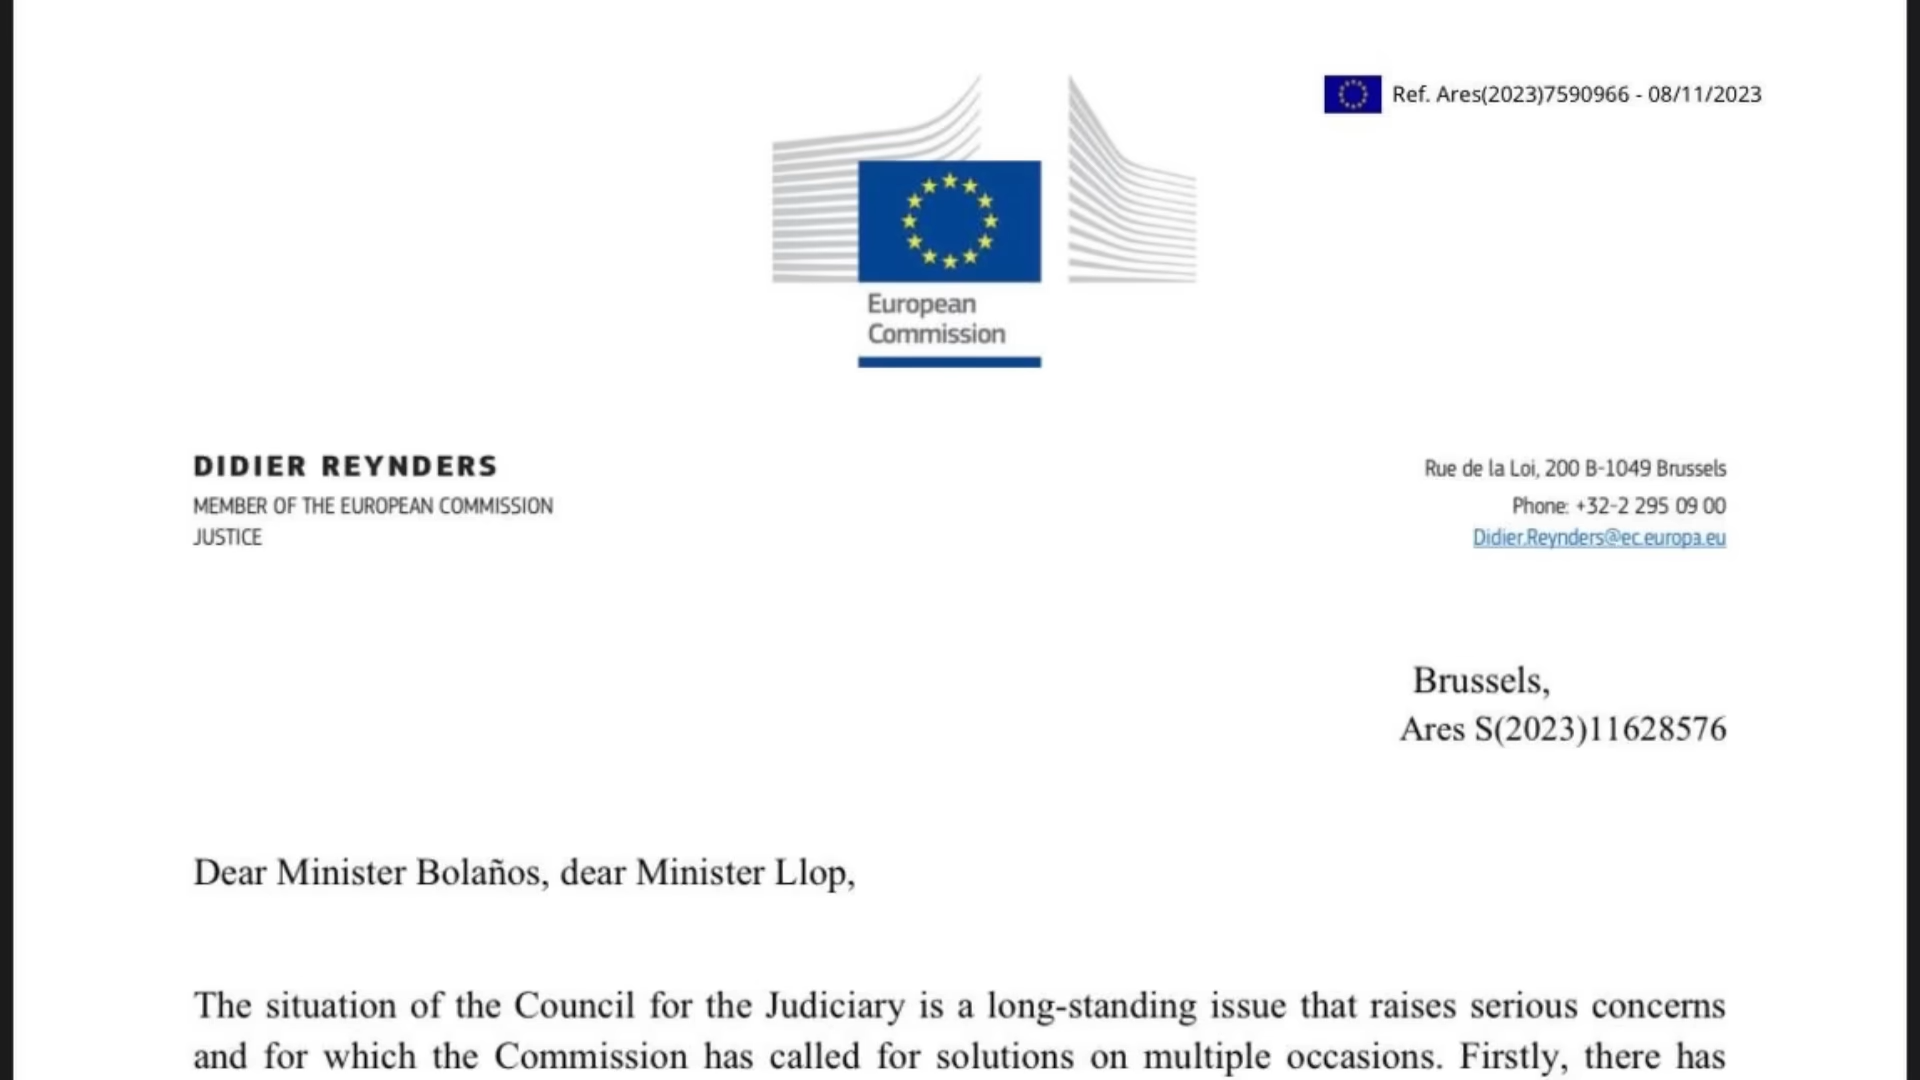 Ref. Ares(2023)7590966 - 08/11/2023
European
Commission
DIDIER REYNDERS
MEMBER OF THE EUROPEAN COMMISSION
JUSTICE
Rue de la Loi, 200 B-1049 Brussels
Phone: +32-2 295 09 00
Didier.Reynders@ec.europa.eu
Brussels,
Ares S(2023)11628576
Dear Minister Bolaños, dear Minister Llop,
The situation of the Council for the Judiciary is a long-standing issue that raises serious concerns
and for which the Commission has called for solutions on multiple occasions. Firstly, there has